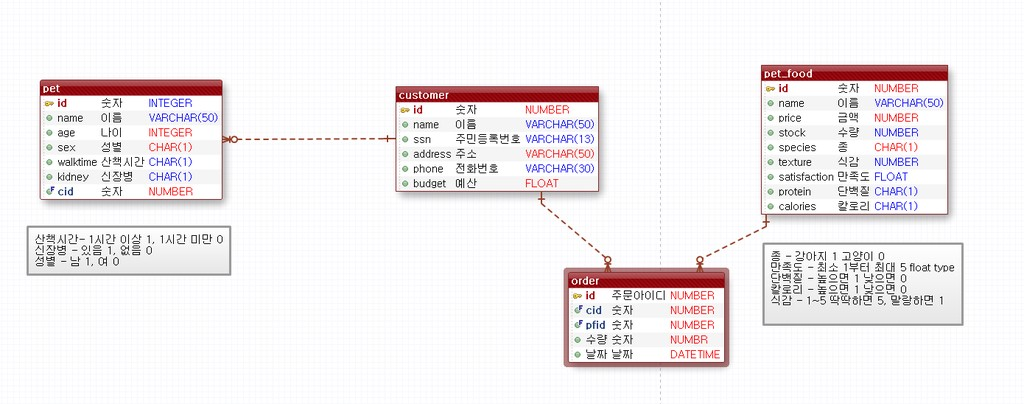 pet
id 숫자 INTEGER
name 이름 VARCHAR(50)
age 나이 INTEGER
sex 성별 CHAR(1)
walktime 산책시간 CHAR(1)
kidney 신장병 CHAR(1)
cid 숫자 NUMBER
산책시간- 1시간 이상 1, 1시간 미만 0
신장병 - 있음 1, 없음 0
성별 - 남 1, 여 0
customer
id 숫자 NUMBER
name 이름 VARCHAR(50)
ssn 주민등록번호 VARCHAR(13)
address 주소 VARCHAR(50)
phone 전화번호 VARCHAR(30)
budget 예산 FLOAT
pet_food
id 숫자 NUMBER
name 이름 VARCHAR(50)
price 금액 NUMBER
stock 수량 NUMBER
species 종 CHAR(1)
texture 식감 NUMBER
satisfaction 만족도 FLOAT
protein 단백질 CHAR(1)
calories 칼로리 CHAR(1)
종 - 강아지 1 고양이 0
만족도 - 최소 1부터 최대 5 float type
단백질 - 높으면 1 낮으면 0
칼로리 - 높으면 1 낮으면 0
식감 - 1~5 딱딱하면 5, 말랑하면 1
order
id 주문아이디 NUMBER
cid 숫자 NUMBER
pfid 숫자 NUMBER
수량 숫자 NUMBR
날짜 날짜 DATETIME